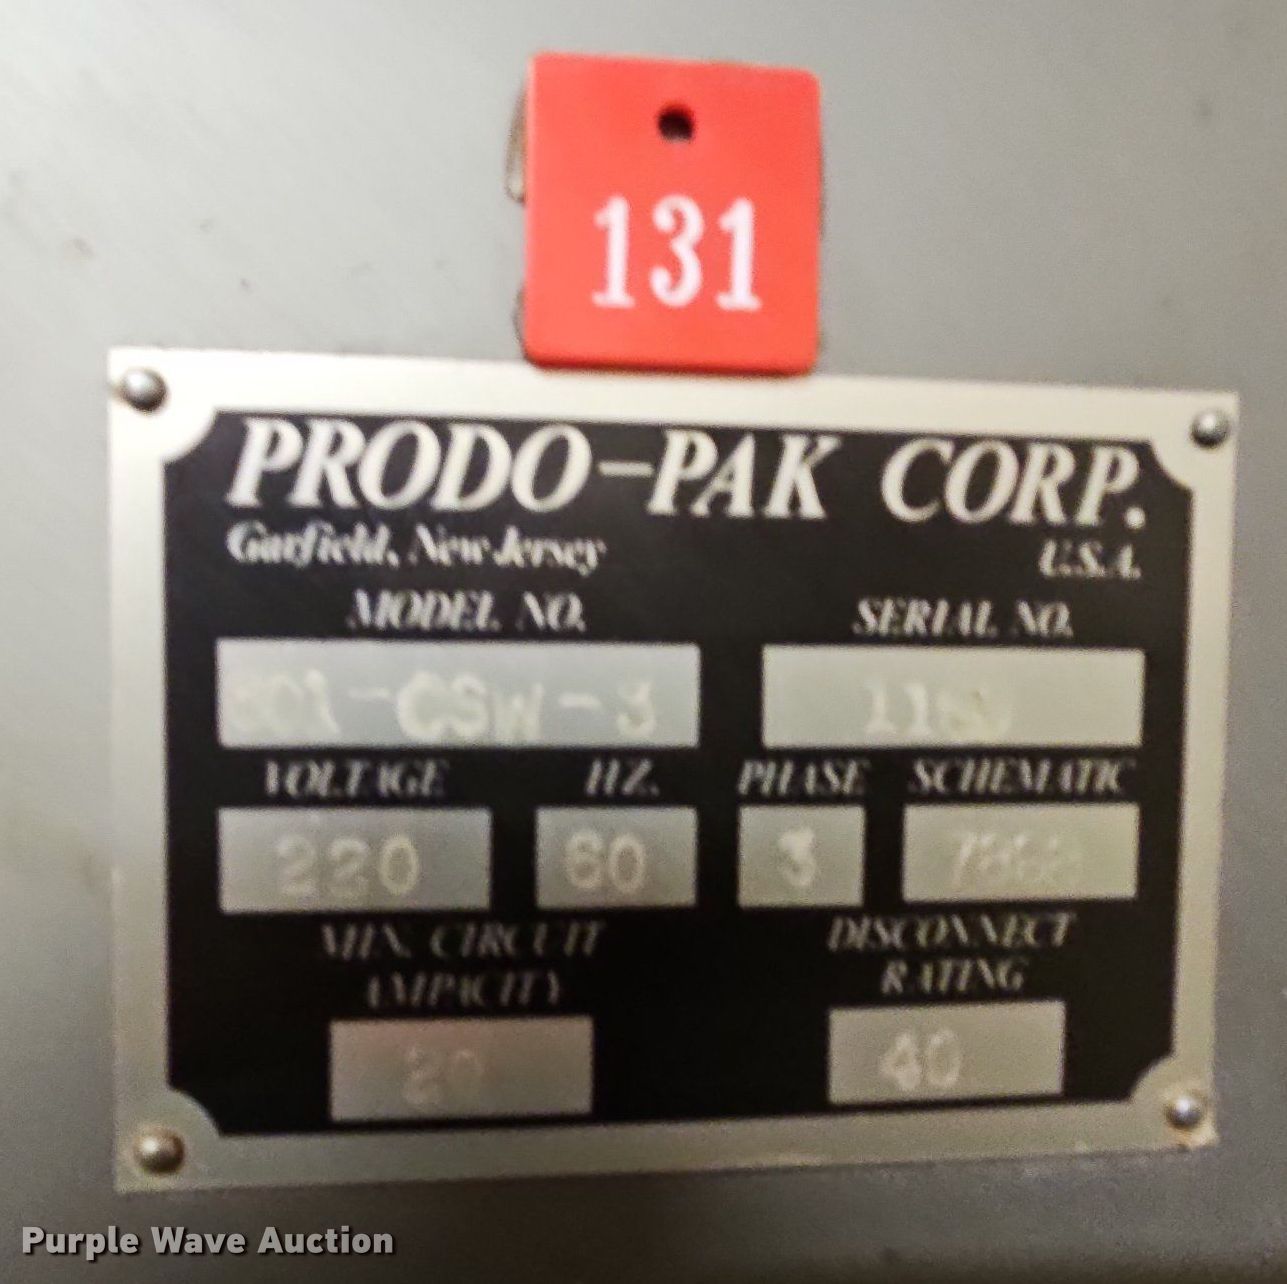 131
PRODO-PAK CORP.
Garfield, New Jersey U.S.A.
MODEL NO. SERIAL NO.
VOLTAGE HZ. PHASE SCHEMATIC
220 60 3
MIN. CIRCUIT DISCONNECT
AMPACITY RATING
20 40
Purple Wave Auction